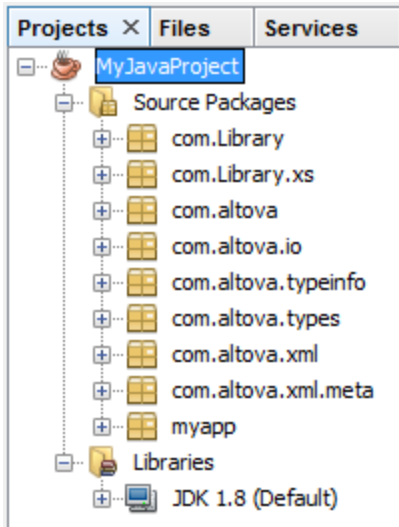 Projects × Files Services
MyJavaProject
Source Packages
com.Library
com.Library.xs
com.altova
com.altova.io
com.altova.typeinfo
com.altova.types
com.altova.xml
com.altova.xml.meta
myapp
Libraries
JDK 1.8 (Default)